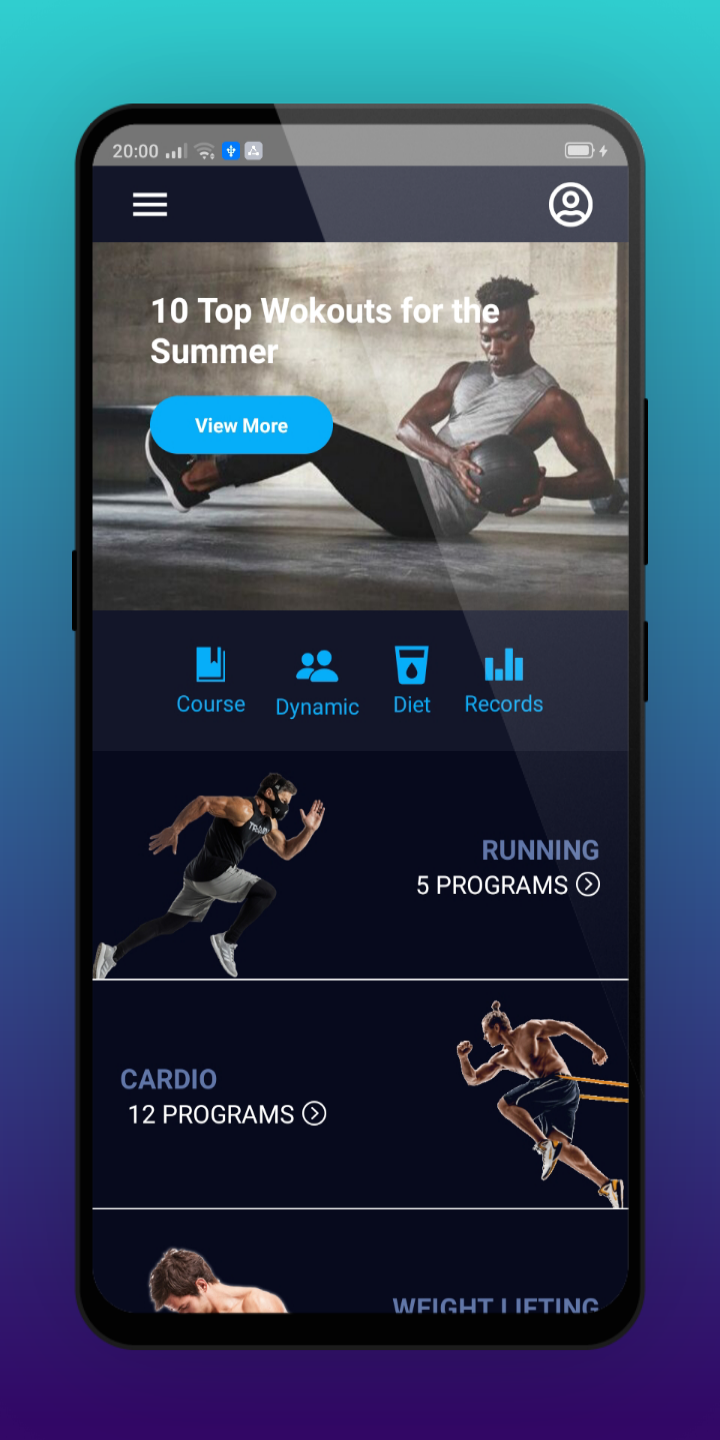 20:00
10 Top Wokouts for the
Summer
View More
Course Dynamic Diet Records
RUNNING
5 PROGRAMS
CARDIO
12 PROGRAMS
WEIGHT LIFTING